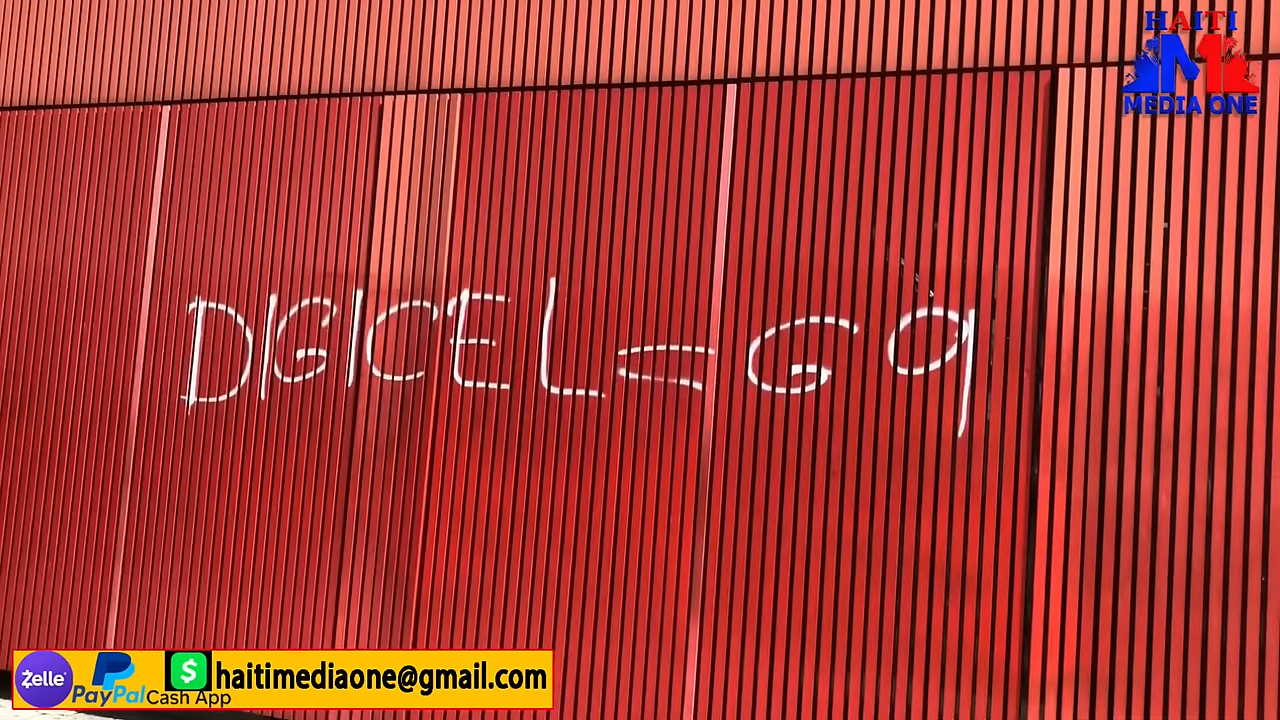 HAITI
M
MEDIA ONE
DIGICEL = G9
Zelle
PayPal
$
Cash App
haitimediaone@gmail.com